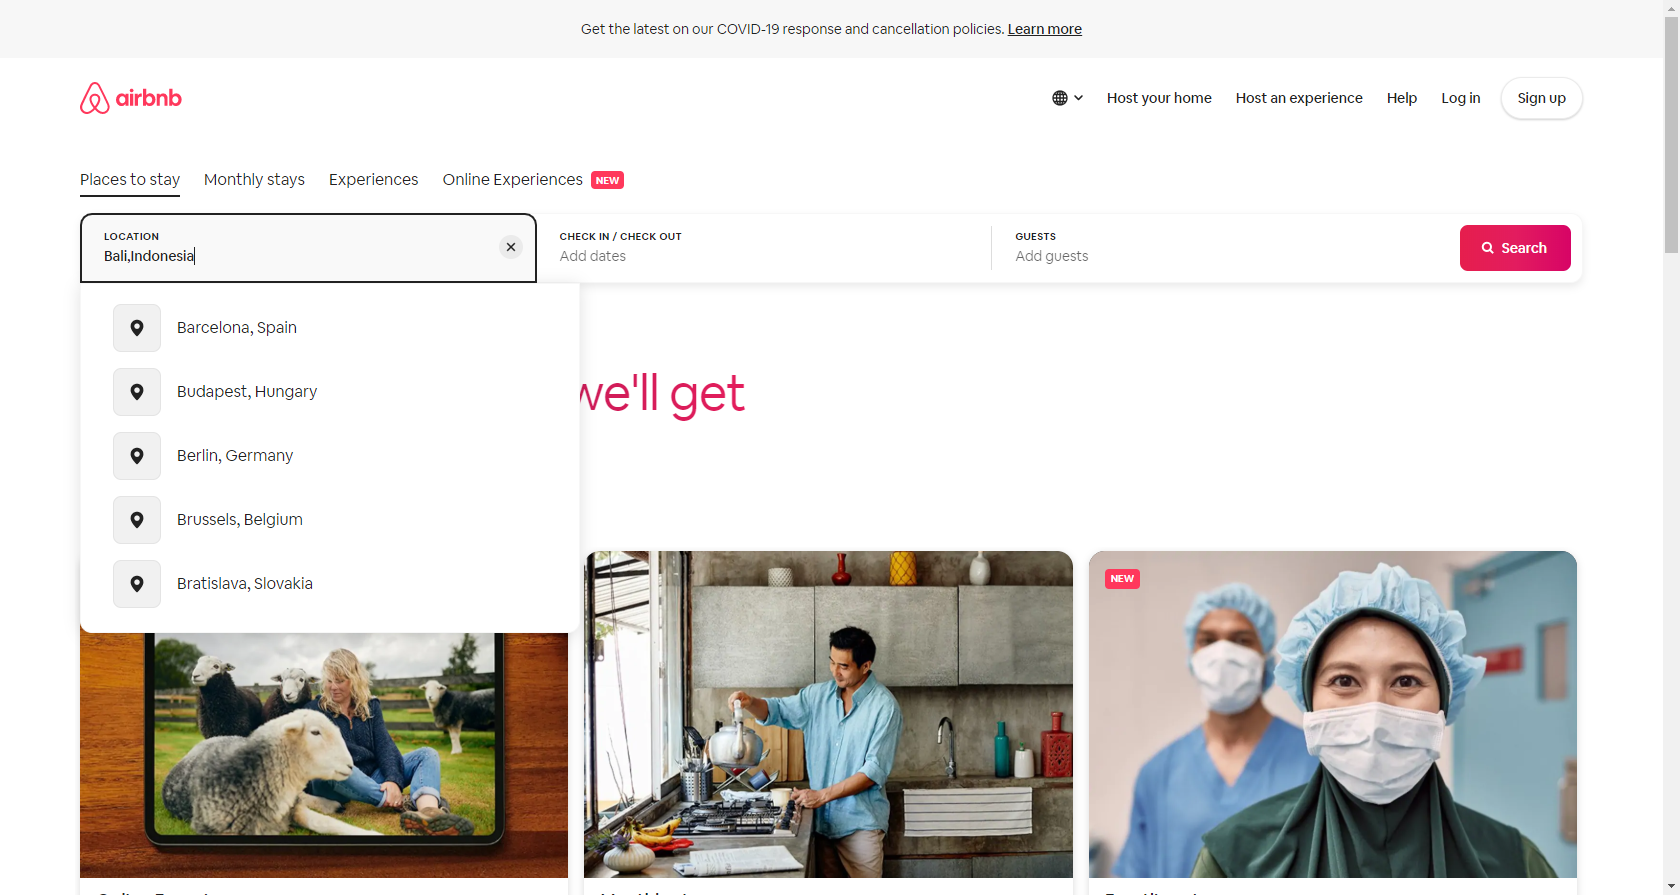 Get the latest on our COVID-19 response and cancellation policies. Learn more
airbnb
Host your home
Host an experience
Help
Log in
Sign up
Places to stay
Monthly stays
Experiences
Online Experiences NEW
LOCATION
Bali,Indonesia
CHECK IN / CHECK OUT
Add dates
GUESTS
Add guests
Search
Barcelona, Spain
Budapest, Hungary
Berlin, Germany
Brussels, Belgium
Bratislava, Slovakia
we'll get
NEW